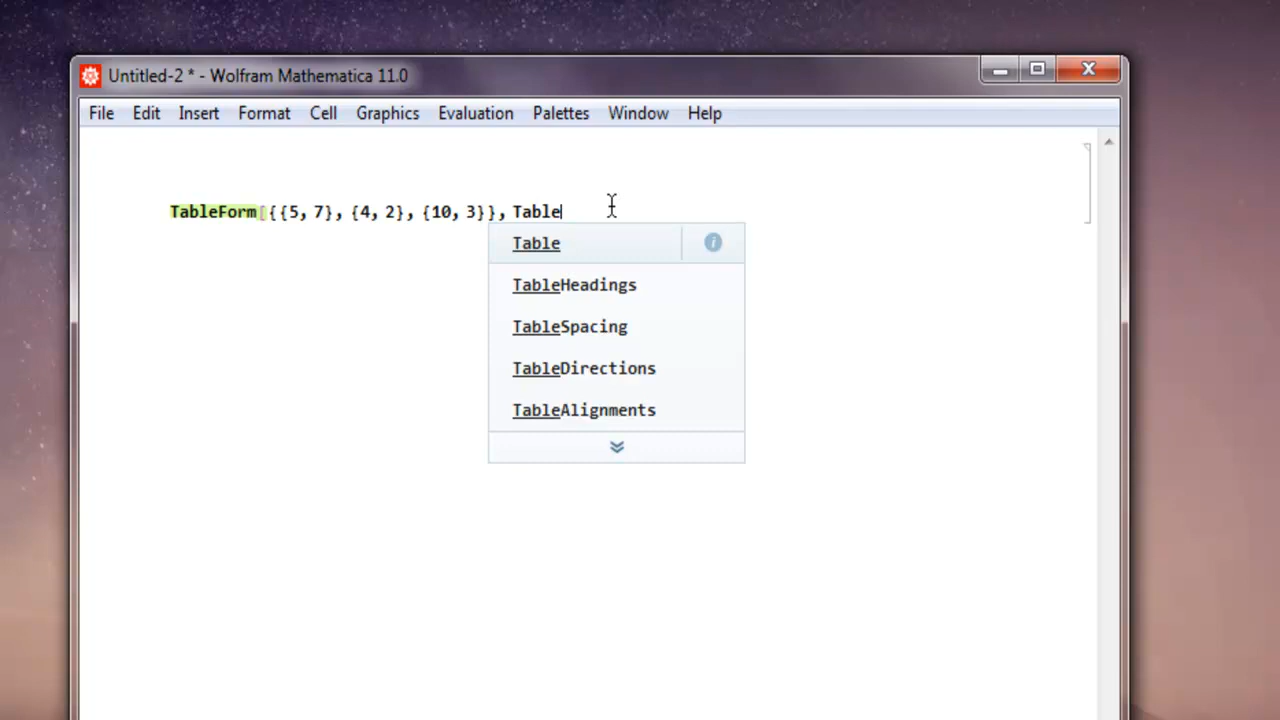 Untitled-2 * - Wolfram Mathematica 11.0
File Edit Insert Format Cell Graphics Evaluation Palettes Window Help
TableForm[{{5, 7}, {4, 2}, {10, 3}}, Table
Table
TableHeadings
TableSpacing
TableDirections
TableAlignments